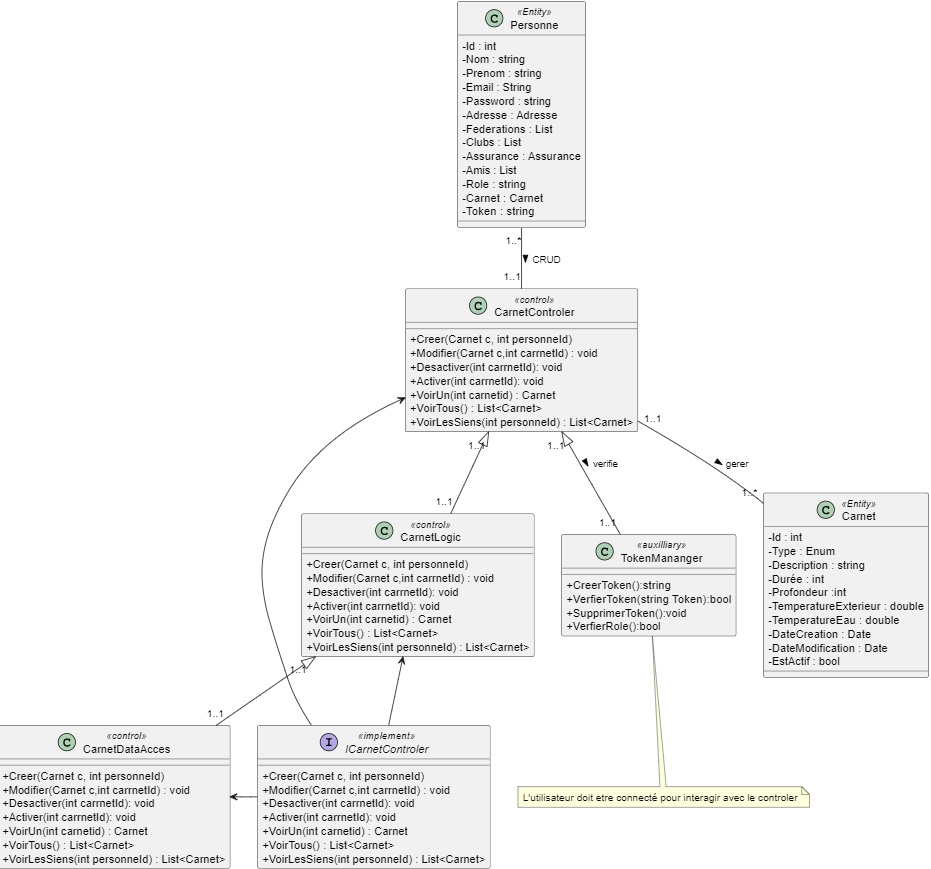 «Entity»
C Personne
-Id : int
-Nom : string
-Prenom : string
-Email : String
-Password : string
-Adresse : Adresse
-Federations : List
-Clubs : List
-Assurance : Assurance
-Amis : List
-Role : string
-Carnet : Carnet
-Token : string
1..*
CRUD
1..1
«control»
C CarnetControler
+Creer(Carnet c, int personneId)
+Modifier(Carnet c,int carrnetId) : void
+Desactiver(int carrnetId): void
+Activer(int carrnetId): void
+VoirUn(int carnetid) : Carnet
+VoirTous() : List<Carnet>
+VoirLesSiens(int personneId) : List<Carnet>
1..1
1..1
1..1
verifie
gerer
1..1
1..1
1..*
«control»
C CarnetLogic
+Creer(Carnet c, int personneId)
+Modifier(Carnet c,int carrnetId) : void
+Desactiver(int carrnetId): void
+Activer(int carrnetId): void
+VoirUn(int carnetid) : Carnet
+VoirTous() : List<Carnet>
+VoirLesSiens(int personneId) : List<Carnet>
«auxilliary»
C TokenMananger
+CreerToken():string
+VerfierToken(string Token):bool
+SupprimerToken():void
+VerfierRole():bool
«Entity»
C Carnet
-Id : int
-Type : Enum
-Description : string
-Durée : int
-Profondeur :int
-TemperatureExterieur : double
-TemperatureEau : double
-DateCreation : Date
-DateModification : Date
-EstActif : bool
1..1
1..1
«control»
C CarnetDataAcces
+Creer(Carnet c, int personneId)
+Modifier(Carnet c,int carrnetId) : void
+Desactiver(int carrnetId): void
+Activer(int carrnetId): void
+VoirUn(int carnetid) : Carnet
+VoirTous() : List<Carnet>
+VoirLesSiens(int personneId) : List<Carnet>
«implement»
I ICarnetControler
+Creer(Carnet c, int personneId)
+Modifier(Carnet c,int carrnetId) : void
+Desactiver(int carrnetId): void
+Activer(int carrnetId): void
+VoirUn(int carnetid) : Carnet
+VoirTous() : List<Carnet>
+VoirLesSiens(int personneId) : List<Carnet>
L'utilisateur doit etre connecté pour interagir avec le controler